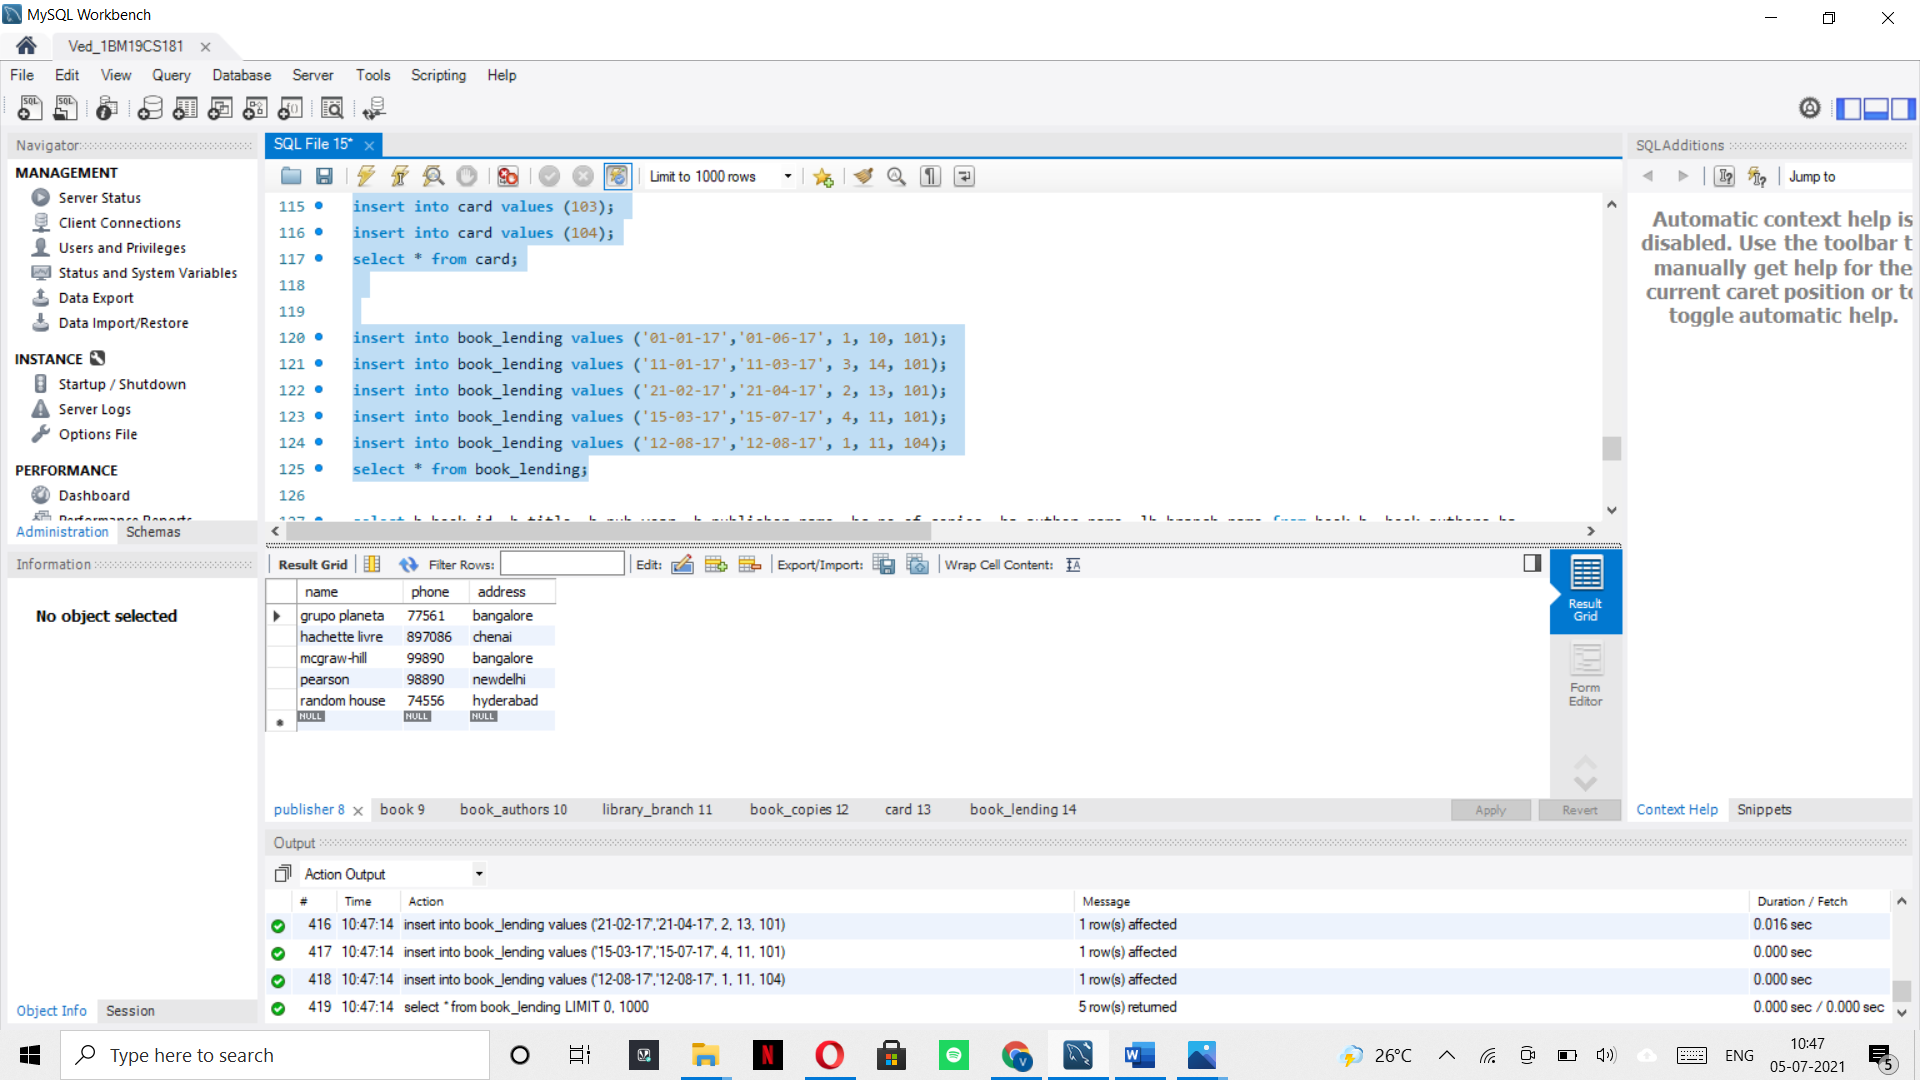 MySQL Workbench
Ved_1BM19CS181
File Edit View Query Database Server Tools Scripting Help
Navigator
MANAGEMENT
Server Status
Client Connections
Users and Privileges
Status and System Variables
Data Export
Data Import/Restore
INSTANCE
Startup / Shutdown
Server Logs
Options File
PERFORMANCE
Dashboard
Performance Reports
Administration Schemas
Information
No object selected
Object Info Session
SQL File 15*
Limit to 1000 rows
115 insert into card values (103);
116 insert into card values (104);
117 select * from card;
118
119
120 insert into book_lending values ('01-01-17','01-06-17', 1, 10, 101);
121 insert into book_lending values ('11-01-17','11-03-17', 3, 14, 101);
122 insert into book_lending values ('21-02-17','21-04-17', 2, 13, 101);
123 insert into book_lending values ('15-03-17','15-07-17', 4, 11, 101);
124 insert into book_lending values ('12-08-17','12-08-17', 1, 11, 104);
125 select * from book_lending;
126
Result Grid Filter Rows: Edit: Export/Import: Wrap Cell Content:
name phone address
grupo planeta 77561 bangalore
hachette livre 897086 chenai
mcgraw-hill 99890 bangalore
pearson 98890 newdelhi
random house 74556 hyderabad
NULL NULL NULL
Result
Grid
Form
Editor
publisher 8 book 9 book_authors 10 library_branch 11 book_copies 12 card 13 book_lending 14
Apply Revert
Output
Action Output
# Time Action Message Duration / Fetch
416 10:47:14 insert into book_lending values ('21-02-17','21-04-17', 2, 13, 101) 1 row(s) affected 0.016 sec
417 10:47:14 insert into book_lending values ('15-03-17','15-07-17', 4, 11, 101) 1 row(s) affected 0.000 sec
418 10:47:14 insert into book_lending values ('12-08-17','12-08-17', 1, 11, 104) 1 row(s) affected 0.000 sec
419 10:47:14 select * from book_lending LIMIT 0, 1000 5 row(s) returned 0.000 sec / 0.000 sec
SQLAdditions
Jump to
Automatic context help is
disabled. Use the toolbar t
manually get help for the
current caret position or to
toggle automatic help.
Context Help Snippets
Type here to search
26°C
ENG
10:47
05-07-2021
5